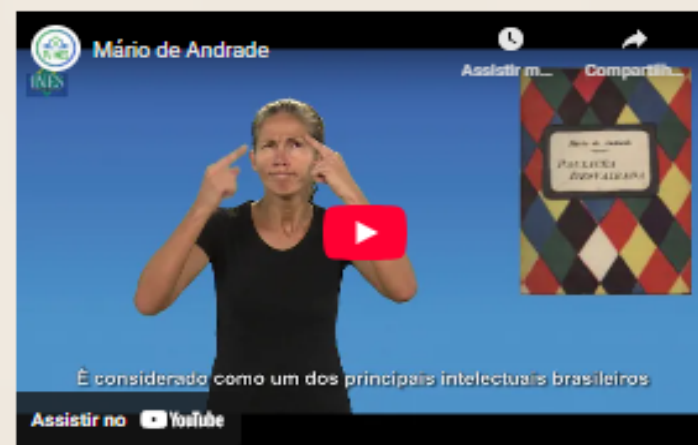 Mário de Andrade
Assistir m...
Compartilh...
INES
Mário de Andrade
PAULICEA
DESVAIRADA
É considerado como um dos principais intelectuais brasileiros
Assistir no YouTube